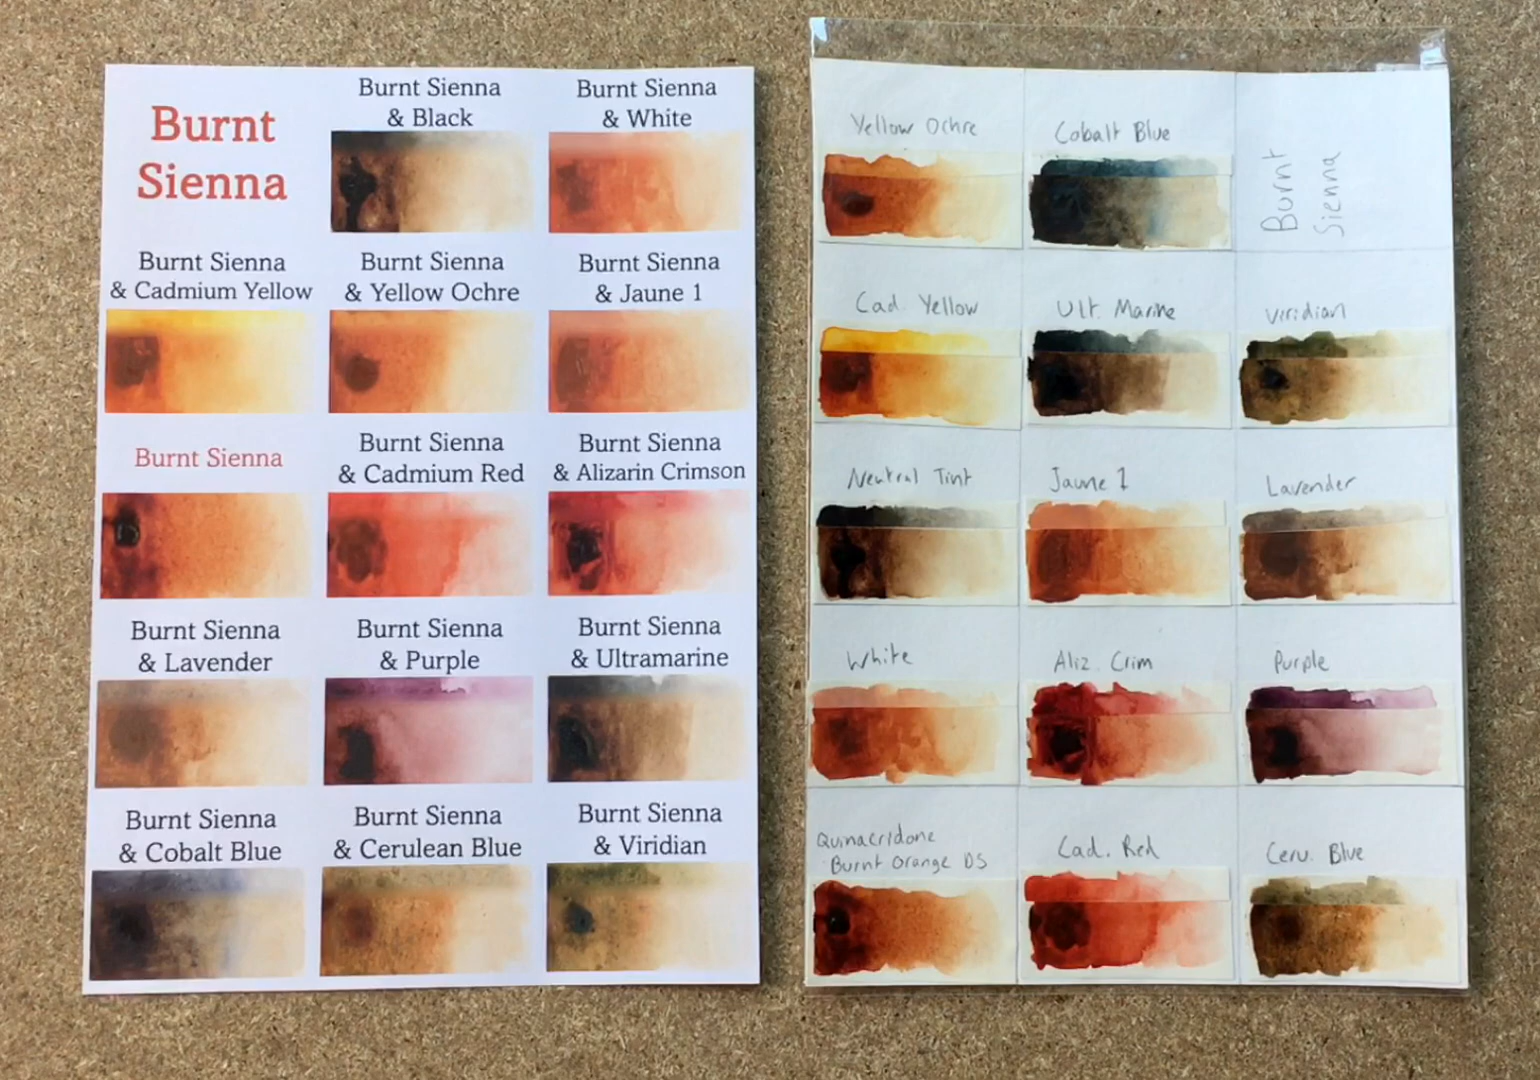 Burnt
Sienna
Burnt Sienna
& Black
Burnt Sienna
& White
Burnt Sienna
& Cadmium Yellow
Burnt Sienna
& Yellow Ochre
Burnt Sienna
& Jaune 1
Burnt Sienna
Burnt Sienna
& Cadmium Red
Burnt Sienna
& Alizarin Crimson
Burnt Sienna
& Lavender
Burnt Sienna
& Purple
Burnt Sienna
& Ultramarine
Burnt Sienna
& Cobalt Blue
Burnt Sienna
& Cerulean Blue
Burnt Sienna
& Viridian
Yellow Ochre
Cobalt Blue
Burnt
Sienna
Cad. Yellow
Ult. Marine
Viridian
Neutral Tint
Jaune 1
Lavender
White
Aliz. Crim
Purple
Quinacridone
Burnt Orange DS
Cad. Red
Ceru. Blue